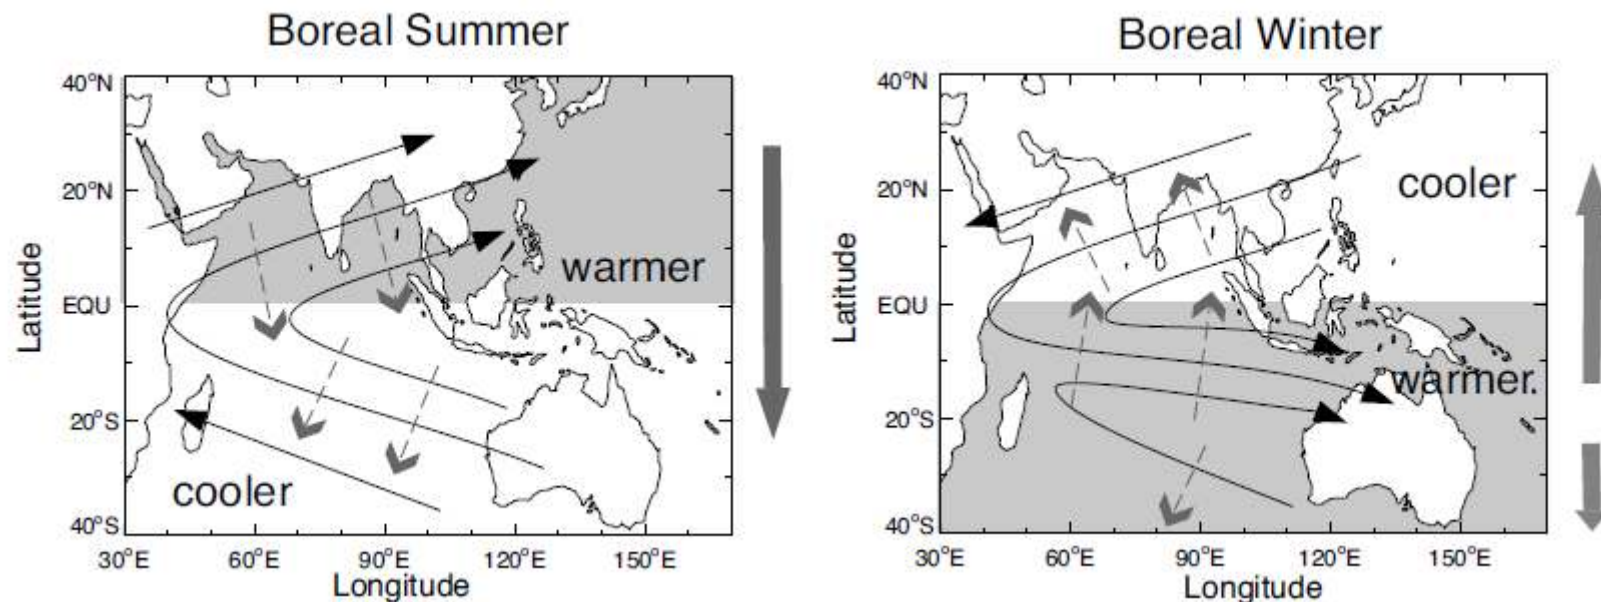 Boreal Summer
40°N
20°N
EQU
20°S
40°S
Latitude
warmer
cooler
30°E
60°E
90°E
120°E
150°E
Longitude
Boreal Winter
40°N
20°N
EQU
20°S
40°S
Latitude
cooler
warmer.
30°E
60°E
90°E
120°E
150°E
Longitude